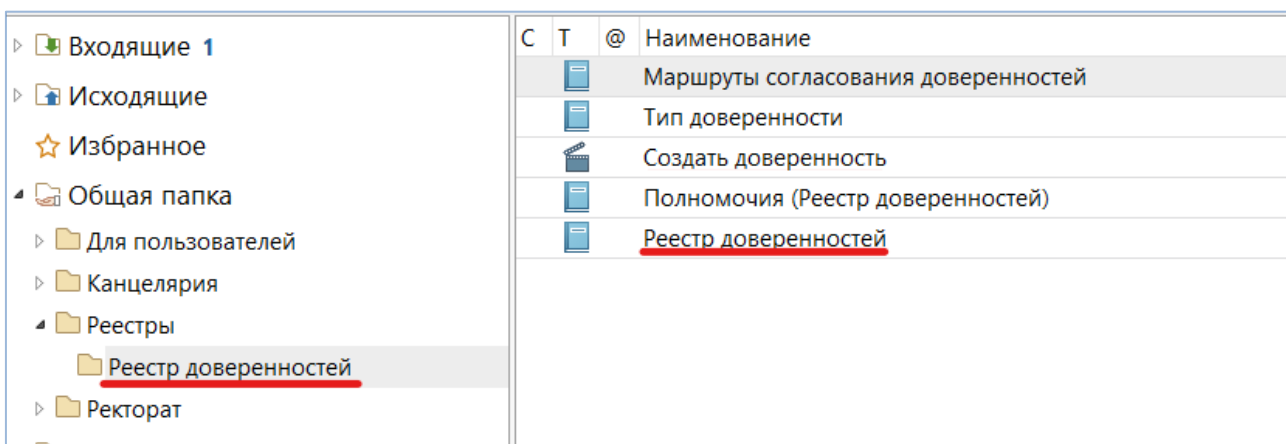 Входящие 1
Исходящие
Избранное
Общая папка
Для пользователей
Канцелярия
Реестры
Реестр доверенностей
Ректорат
С Т @ Наименование
Маршруты согласования доверенностей
Тип доверенности
Создать доверенность
Полномочия (Реестр доверенностей)
Реестр доверенностей